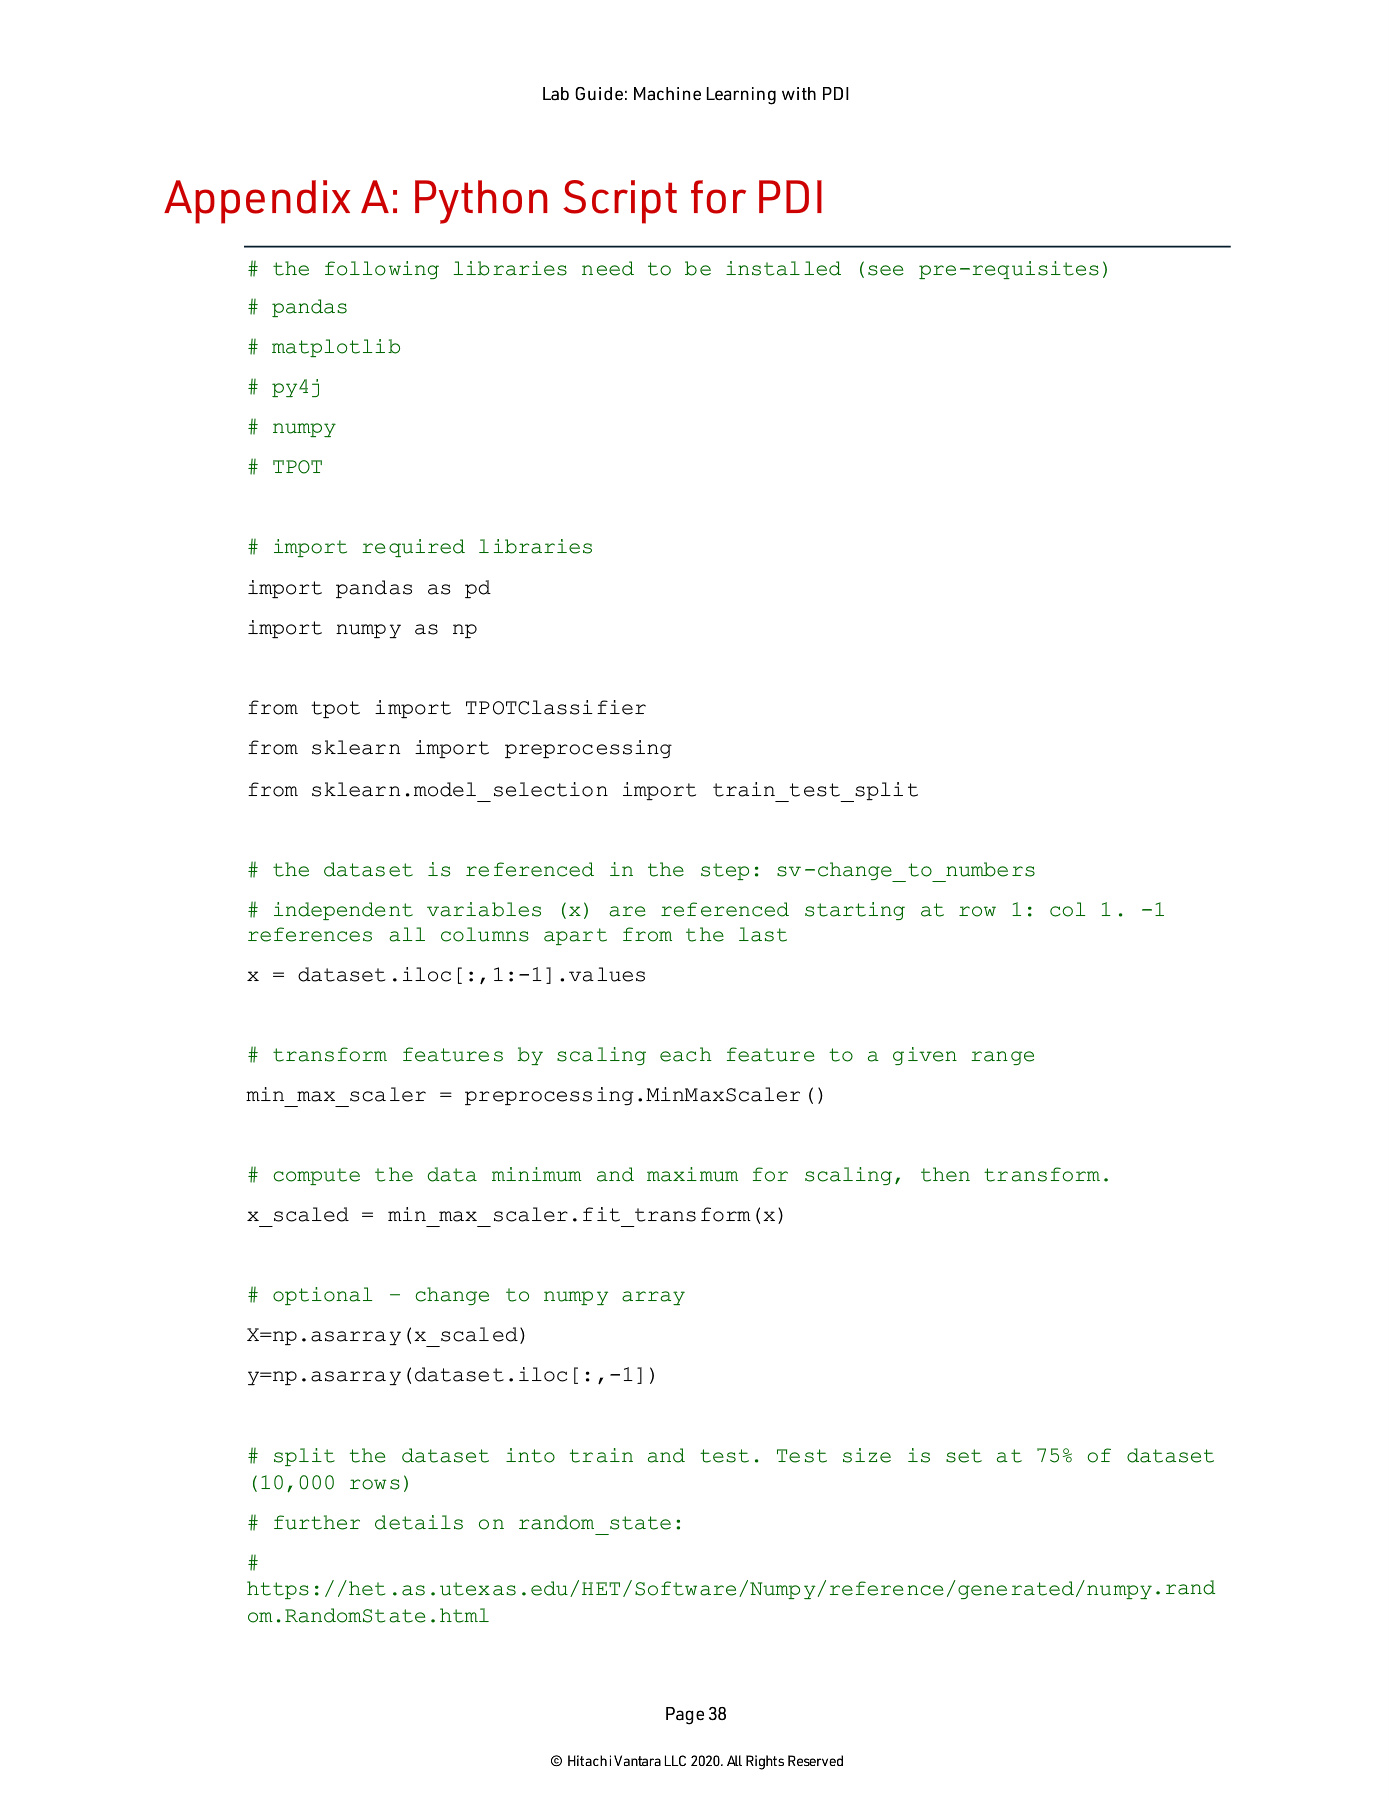 Lab Guide: Machine Learning with PDI
Appendix A: Python Script for PDI
# the following libraries need to be installed (see pre-requisites)
# pandas
# matplotlib
# py4j
# numpy
# TPOT
# import required libraries
import pandas as pd
import numpy as np
from tpot import TPOTClassifier
from sklearn import preprocessing
from sklearn.model_selection import train_test_split
# the dataset is referenced in the step: sv-change_to_numbers
# independent variables (x) are referenced starting at row 1: col 1. -1
references all columns apart from the last
x = dataset.iloc[:,1:-1].values
# transform features by scaling each feature to a given range
min_max_scaler = preprocessing.MinMaxScaler()
# compute the data minimum and maximum for scaling, then transform.
x_scaled = min_max_scaler.fit_transform(x)
# optional – change to numpy array
X=np.asarray(x_scaled)
y=np.asarray(dataset.iloc[:,-1])
# split the dataset into train and test. Test size is set at 75% of dataset
(10,000 rows)
# further details on random_state:
#
https://het.as.utexas.edu/HET/Software/Numpy/reference/generated/numpy.rand
om.RandomState.html
Page 38
© Hitachi Vantara LLC 2020. All Rights Reserved